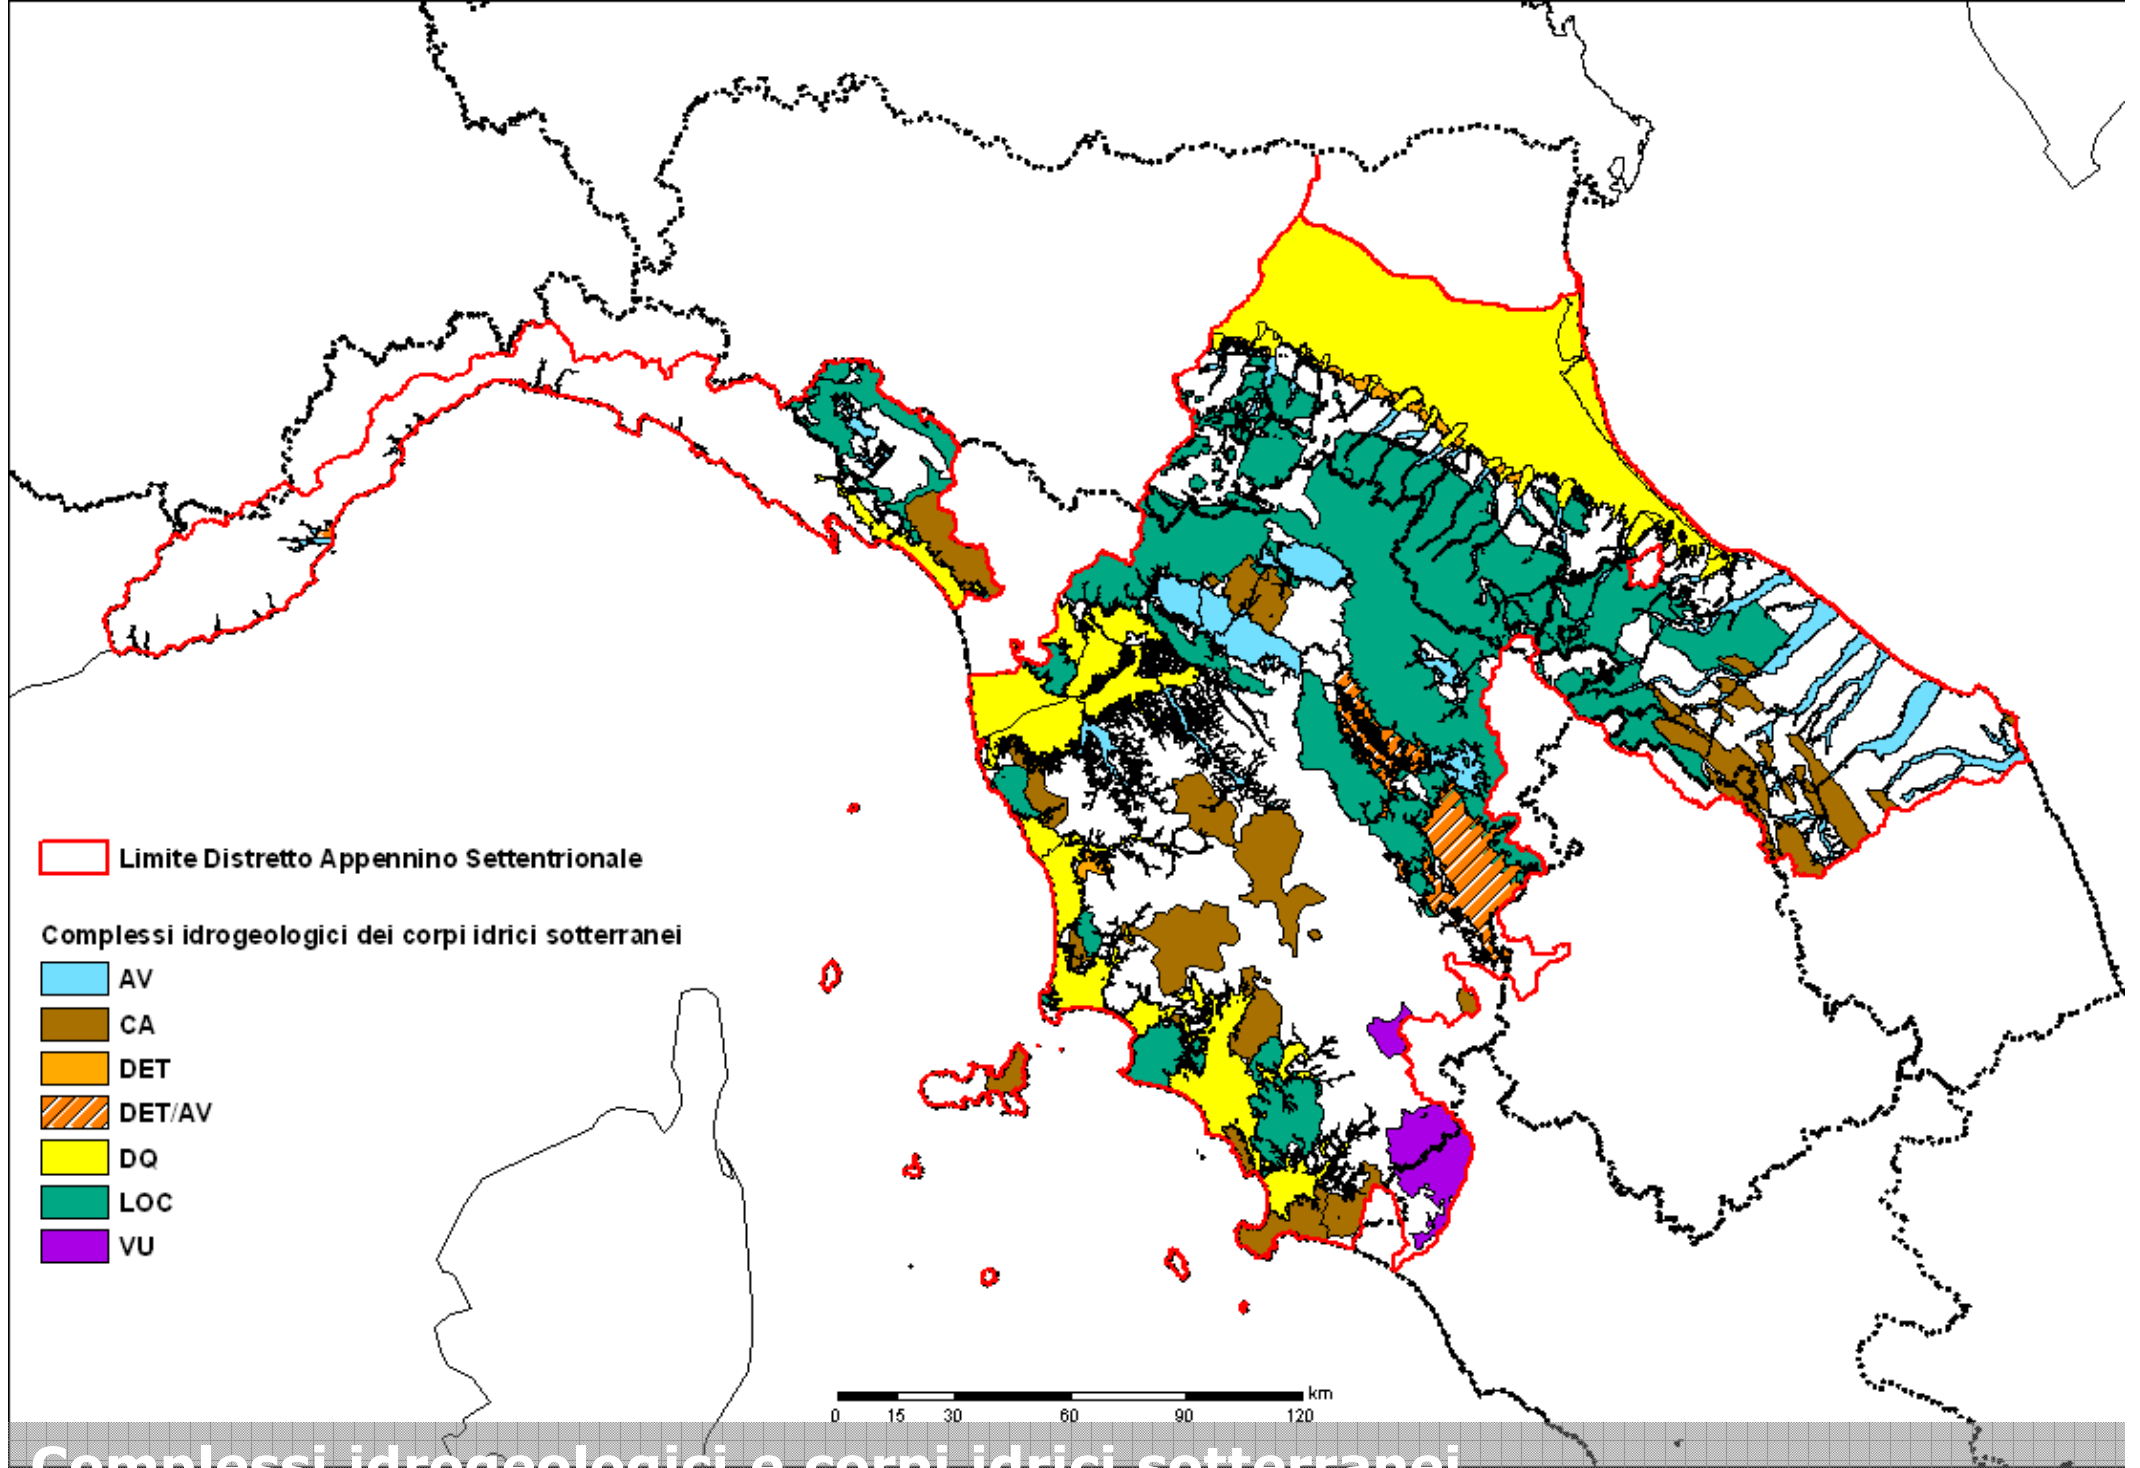 Limite Distretto Appennino Settentrionale
Complessi idrogeologici dei corpi idrici sotterranei
AV
CA
DET
DET/AV
DQ
LOC
VU
km
0 15 30 60 90 120
Complessi idrogeologici e corpi idrici sotterranei